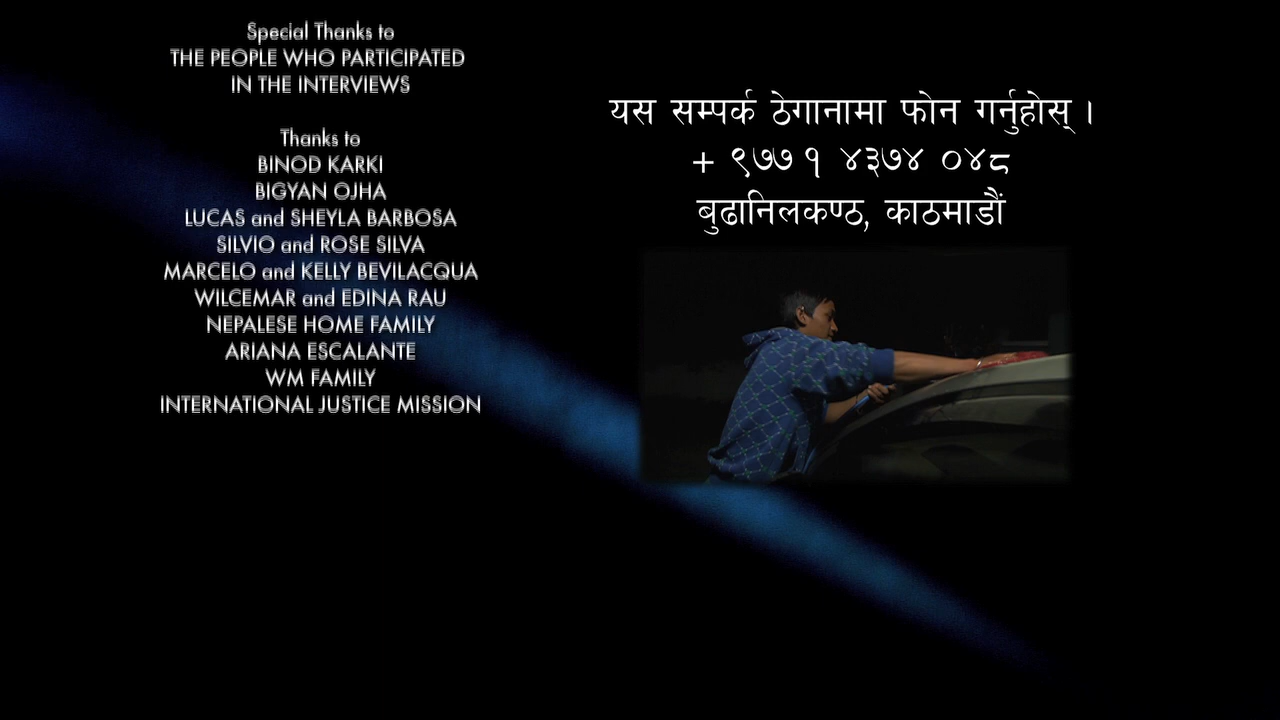 Special Thanks to
THE PEOPLE WHO PARTICIPATED
IN THE INTERVIEWS
Thanks to
BINOD KARKI
BIGYAN OJHA
LUCAS and SHEYLA BARBOSA
SILVIO and ROSE SILVA
MARCELO and KELLY BEVILACQUA
WILCEMAR and EDINA RAU
NEPALESE HOME FAMILY
ARIANA ESCALANTE
WM FAMILY
INTERNATIONAL JUSTICE MISSION
यस सम्पर्क ठेगानामा फोन गर्नुहोस् ।
+ ९७७ १ ४३७४ ०४८
बुढानिलकण्ठ, काठमाडौं